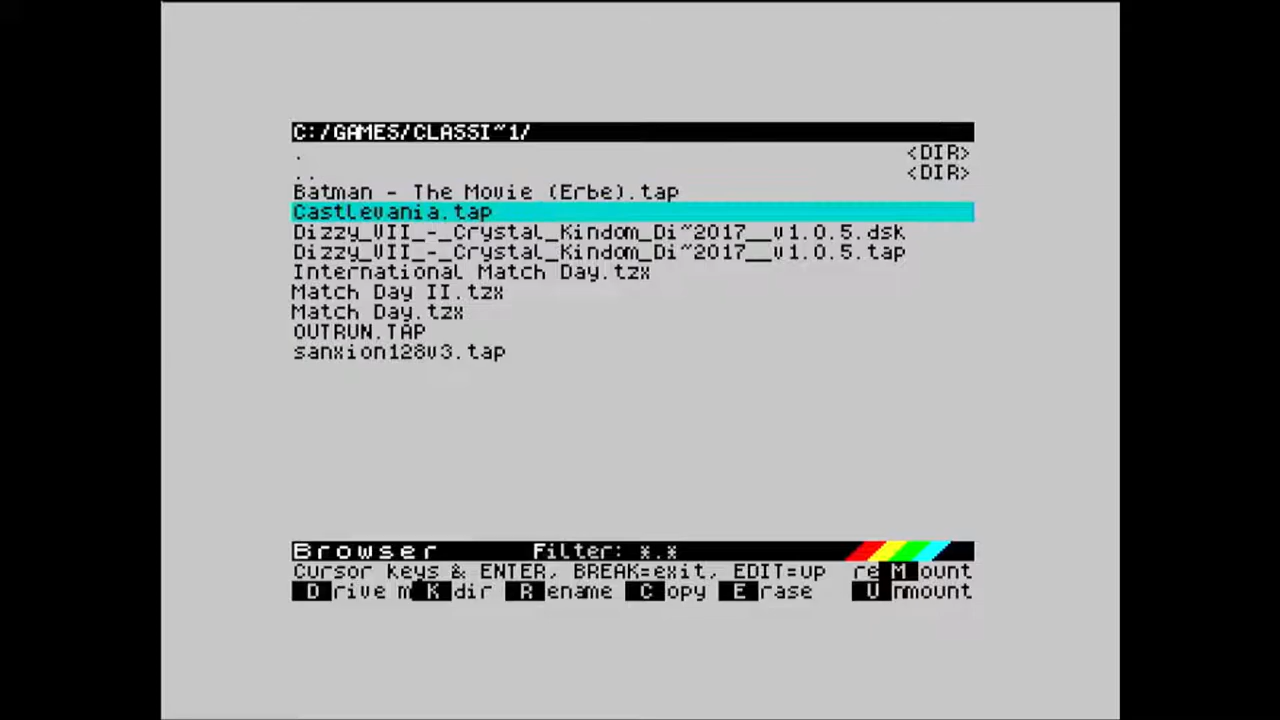 C:/GAMES/CLASSI~1/
. <DIR>
.. <DIR>
Batman - The Movie (Erbe).tap
Castlevania.tap
Dizzy_VII_-_Crystal_Kindom_Di~2017__v1.0.5.dsk
Dizzy_VII_-_Crystal_Kindom_Di~2017__v1.0.5.tap
International Match Day.tzx
Match Day II.tzx
Match Day.tzx
OUTRUN.TAP
sanxion128v3.tap
Browser Filter: *.*
Cursor keys & ENTER, BREAK=exit, EDIT=up reMount
Drive mKdir Rename Copy Erase Unmount